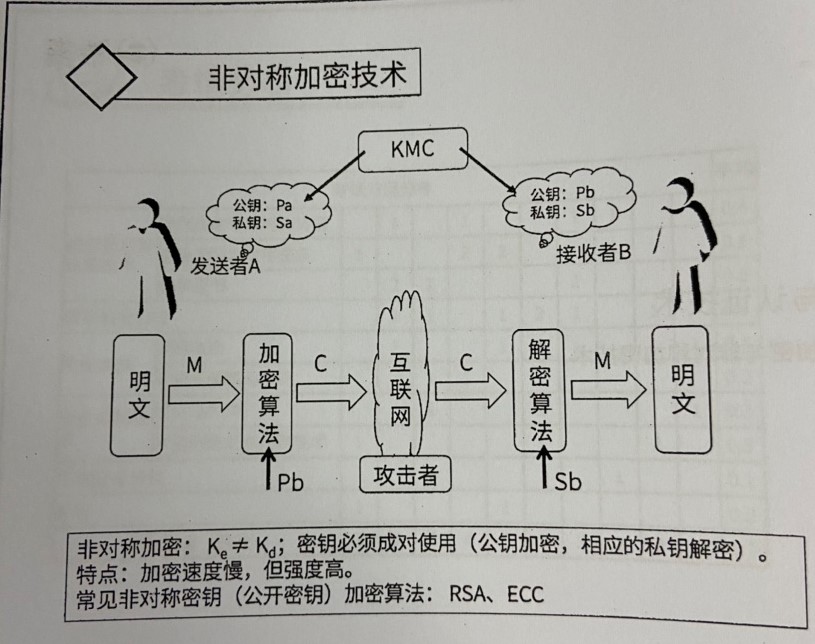 非对称加密技术
KMC
公钥：Pa
私钥：Sa
公钥：Pb
私钥：Sb
发送者A
接收者B
明文
M
加密算法
C
互联网
C
解密算法
M
明文
Pb
攻击者
Sb
非对称加密：Ke≠Kd；密钥必须成对使用（公钥加密，相应的私钥解密）。
特点：加密速度慢，但强度高。
常见非对称密钥（公开密钥）加密算法：RSA、ECC